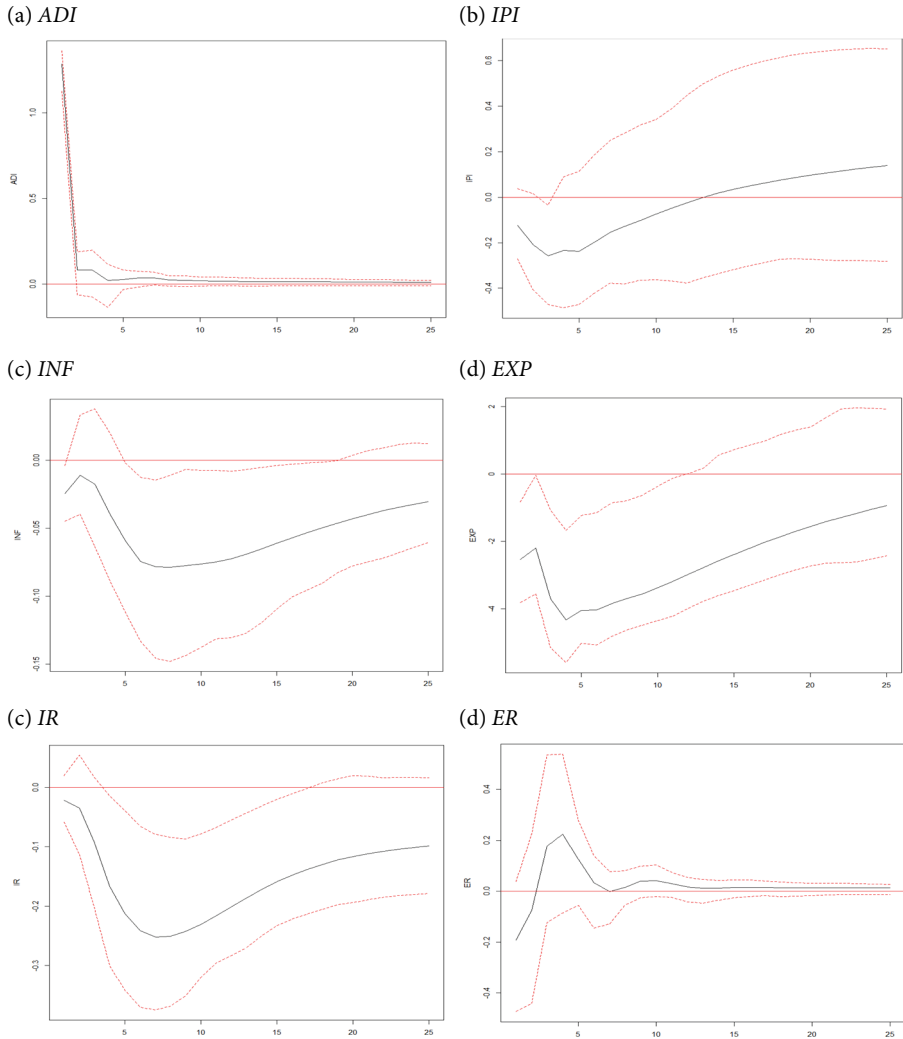 (a) ADI
(b) IPI
1.0
0.5
0.0
ADI
5 10 15 20 25
0.6
0.4
0.2
0.0
-0.2
-0.4
IPI
5 10 15 20 25
(c) INF
(d) EXP
0.00
-0.05
-0.10
-0.15
INF
5 10 15 20 25
2
0
-2
-4
EXP
5 10 15 20 25
(c) IR
(d) ER
0.0
-0.1
-0.2
-0.3
IR
5 10 15 20 25
0.4
0.2
0.0
-0.2
-0.4
ER
5 10 15 20 25